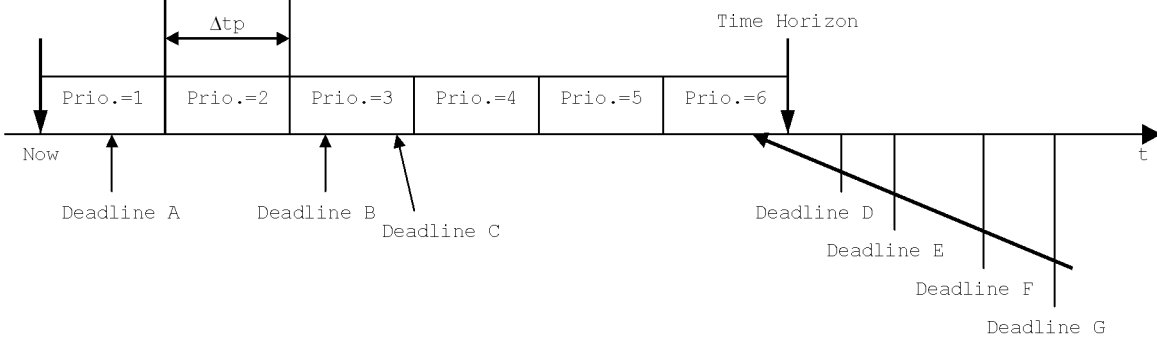 Δtp
Time Horizon
Prio.=1
Prio.=2
Prio.=3
Prio.=4
Prio.=5
Prio.=6
Now
t
Deadline A
Deadline B
Deadline C
Deadline D
Deadline E
Deadline F
Deadline G